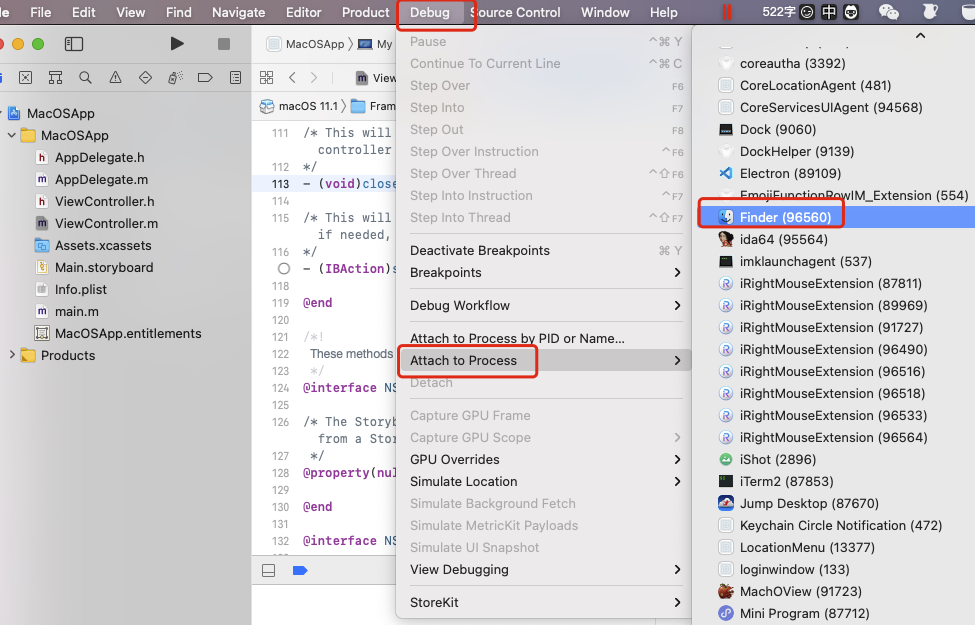 le File Edit View Find Navigate Editor Product Debug Source Control Window Help 522字 中
MacOSApp My
View
macOS 11.1 Fram
MacOSApp
MacOSApp
AppDelegate.h
AppDelegate.m
ViewController.h
ViewController.m
Assets.xcassets
Main.storyboard
Info.plist
main.m
MacOSApp.entitlements
Products
111 /* This will
controller
112 */
113 - (void)close
114
115 /* This will
if needed,
116 */
- (IBAction)s
118
119 @end
120
121 /*!
122 These methods
123 */
124 @interface NS
125
126 /* The Storyb
from a Stor
127 */
128 @property(nul
129
130 @end
131
132 @interface NS
Pause ⌃⌘ Y
Continue To Current Line ⌃⌘ C
Step Over F6
Step Into F7
Step Out F8
Step Over Instruction ⌃F6
Step Over Thread ⌃⇧F6
Step Into Instruction ⌃F7
Step Into Thread ⌃⇧F7
Deactivate Breakpoints ⌘ Y
Breakpoints
Debug Workflow
Attach to Process by PID or Name...
Attach to Process
Detach
Capture GPU Frame
Capture GPU Scope
GPU Overrides
Simulate Location
Simulate Background Fetch
Simulate MetricKit Payloads
Simulate UI Snapshot
View Debugging
StoreKit
coreautha (3392)
CoreLocationAgent (481)
CoreServicesUIAgent (94568)
Dock (9060)
DockHelper (9139)
Electron (89109)
EmojiFunctionRowIM_Extension (554)
Finder (96560)
ida64 (95564)
imklaunchagent (537)
iRightMouseExtension (87811)
iRightMouseExtension (89969)
iRightMouseExtension (91727)
iRightMouseExtension (96490)
iRightMouseExtension (96516)
iRightMouseExtension (96518)
iRightMouseExtension (96533)
iRightMouseExtension (96564)
iShot (2896)
iTerm2 (87853)
Jump Desktop (87670)
Keychain Circle Notification (472)
LocationMenu (13377)
loginwindow (133)
MachOView (91723)
Mini Program (87712)